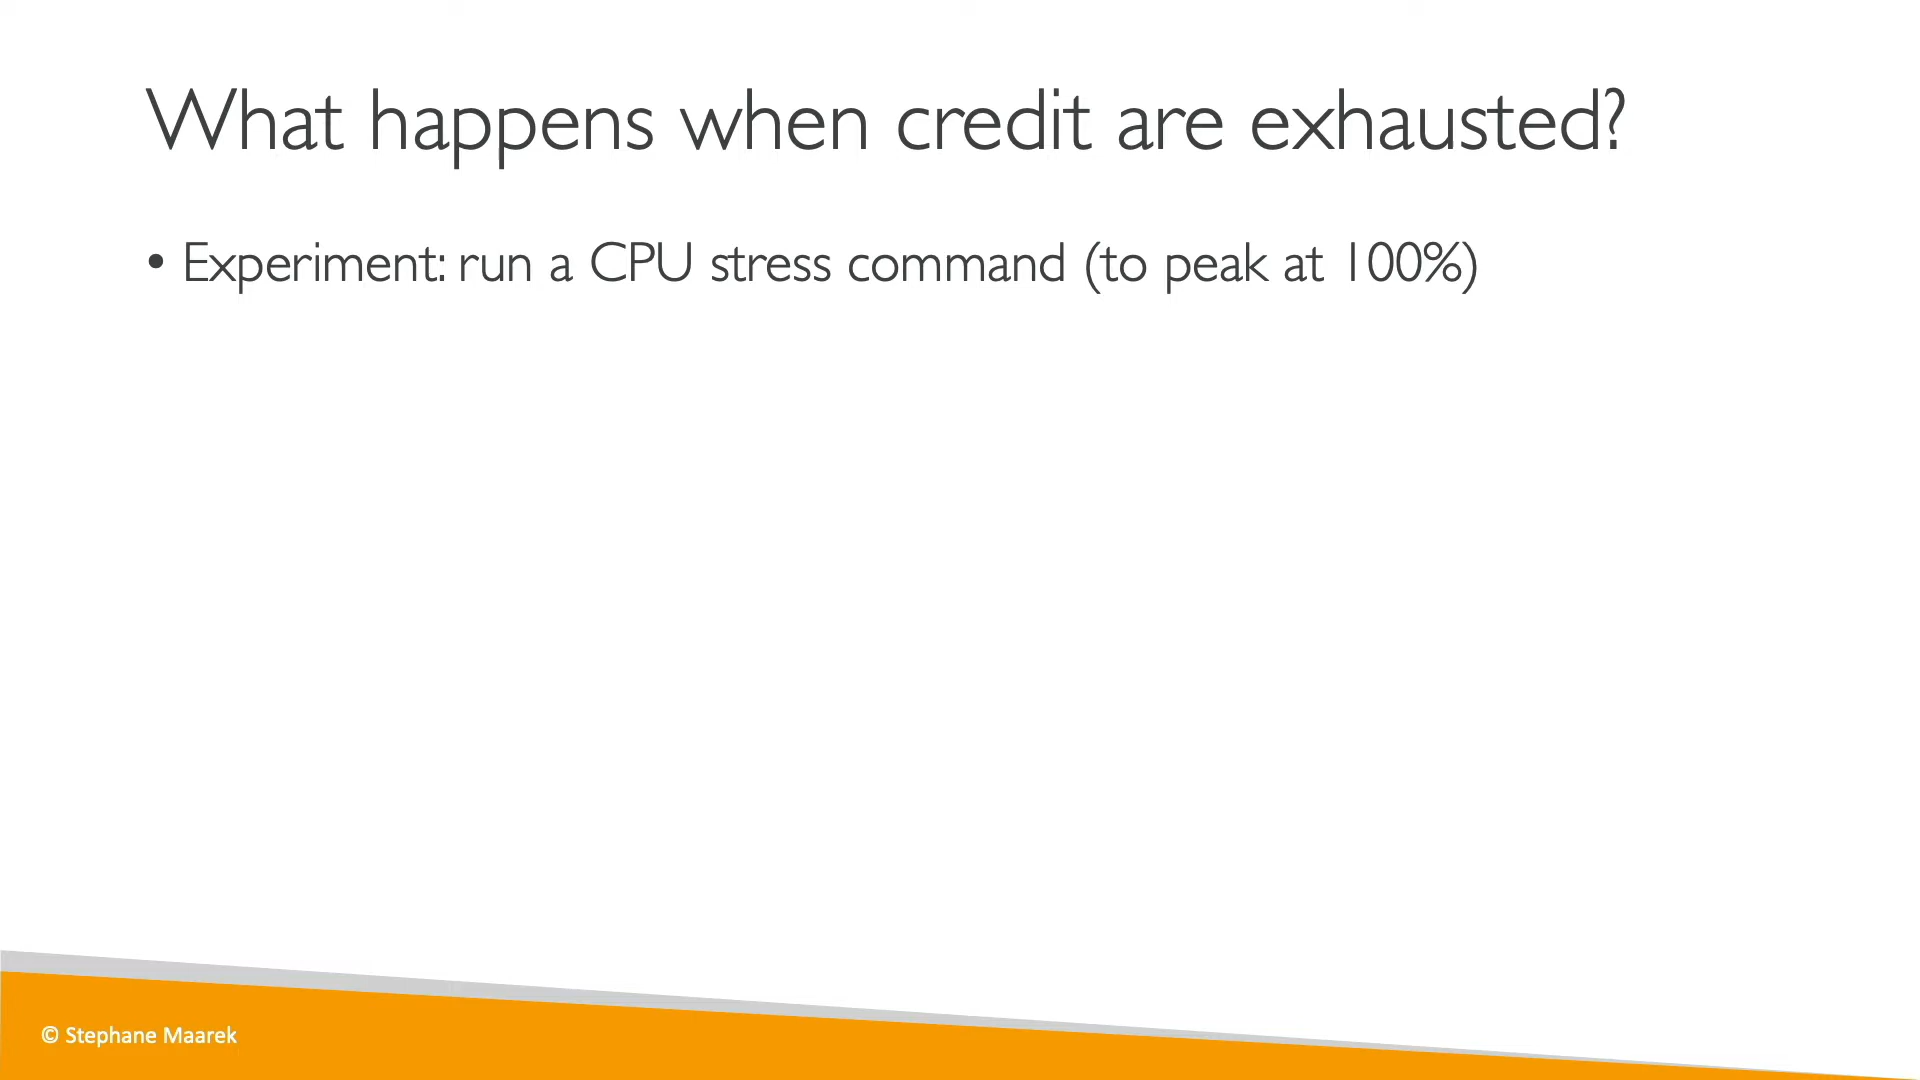 What happens when credit are exhausted?
• Experiment: run a CPU stress command (to peak at 100%)
© Stephane Maarek